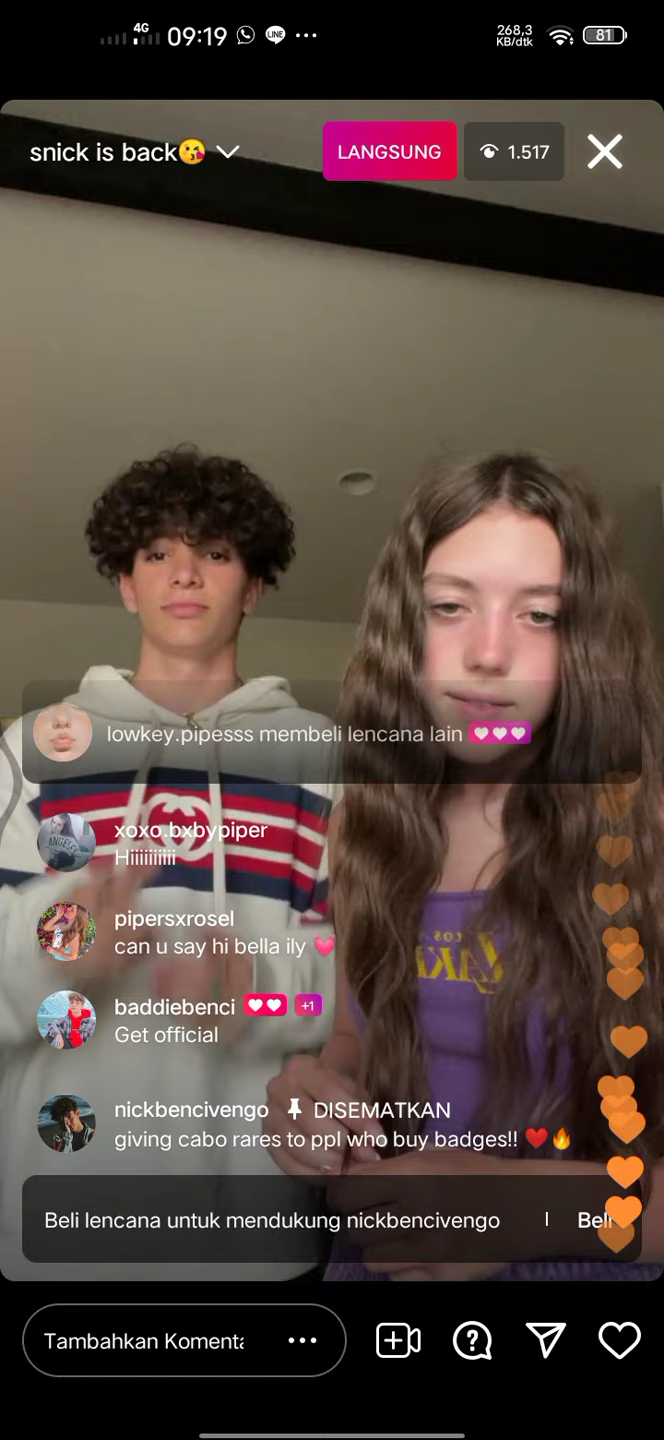 4G 09:19 LINE 268,3 KB/dtk 81
snick is back😘 LANGSUNG 1.517
lowkey.pipesss membeli lencana lain
xoxo.bxbypiper
Hiiiiiiiiii
pipersxrosel
can u say hi bella ily 💗
baddiebenci +1
Get official
nickbencivengo DISEMATKAN
giving cabo rares to ppl who buy badges!! ❤️🔥
Beli lencana untuk mendukung nickbencivengo | Beli
Tambahkan Komenta